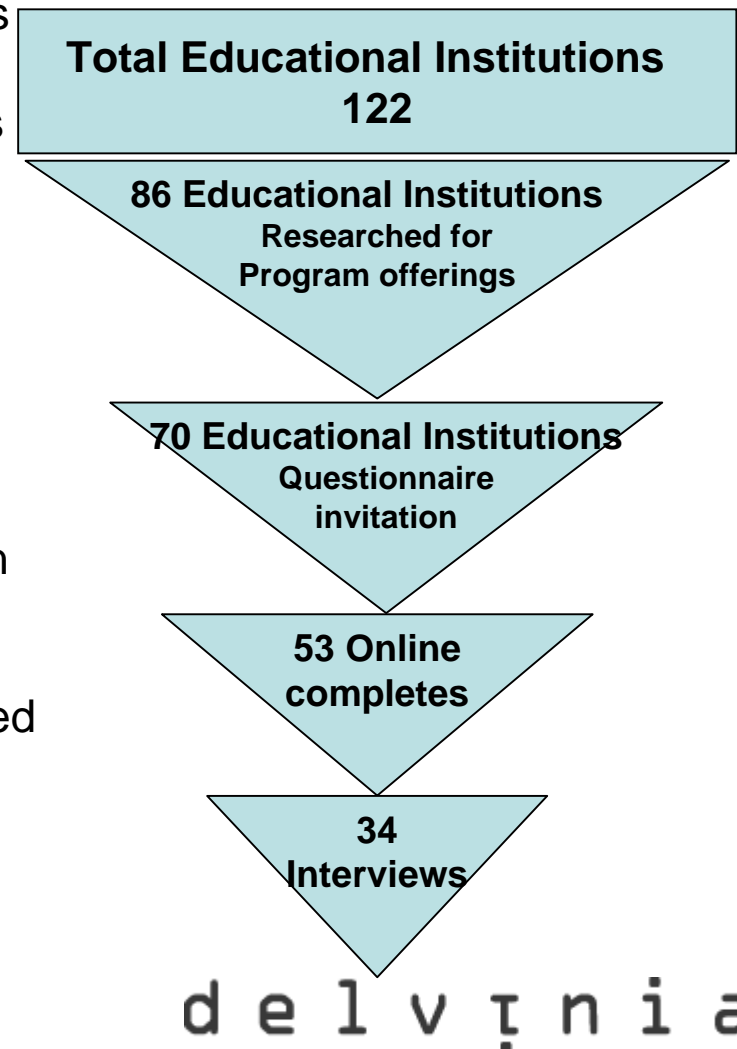 Total Educational Institutions
122
86 Educational Institutions
Researched for
Program offerings
70 Educational Institutions
Questionnaire
invitation
53 Online
completes
34
Interviews
delvinia